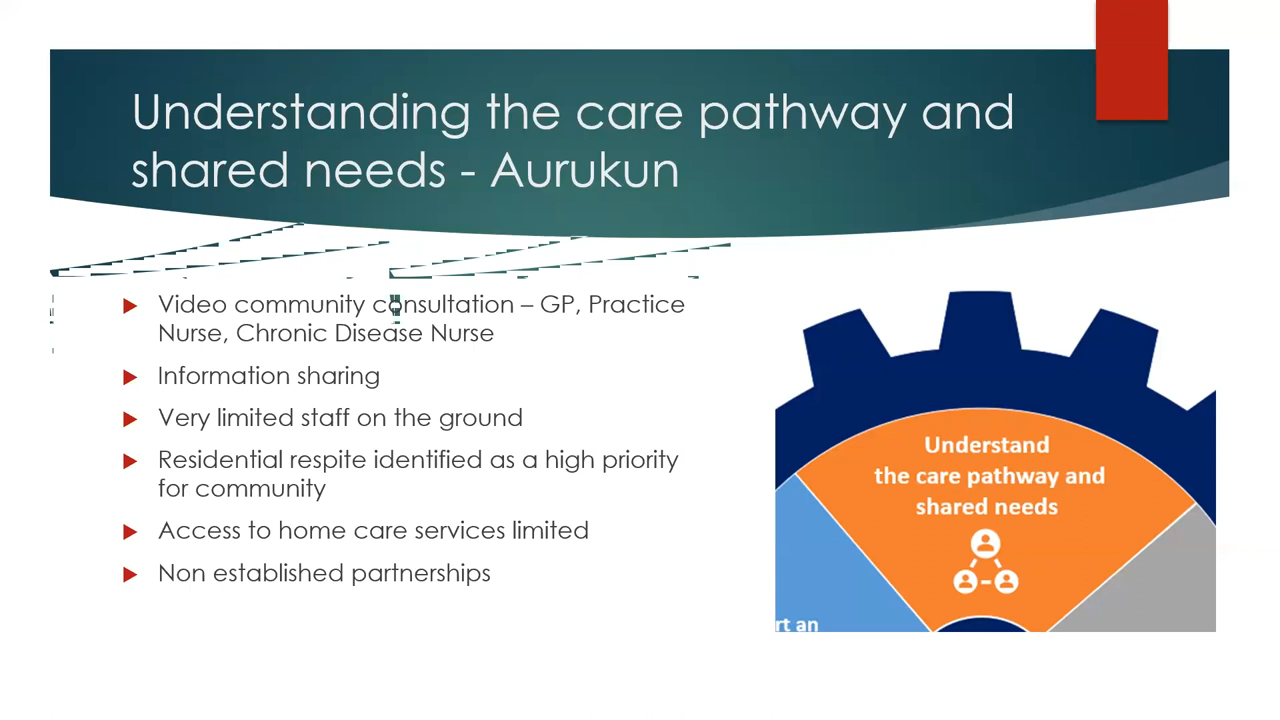 Understanding the care pathway and
shared needs - Aurukun
Video community consultation – GP, Practice
Nurse, Chronic Disease Nurse
Information sharing
Very limited staff on the ground
Residential respite identified as a high priority
for community
Access to home care services limited
Non established partnerships
Understand
the care pathway and
shared needs
rt an